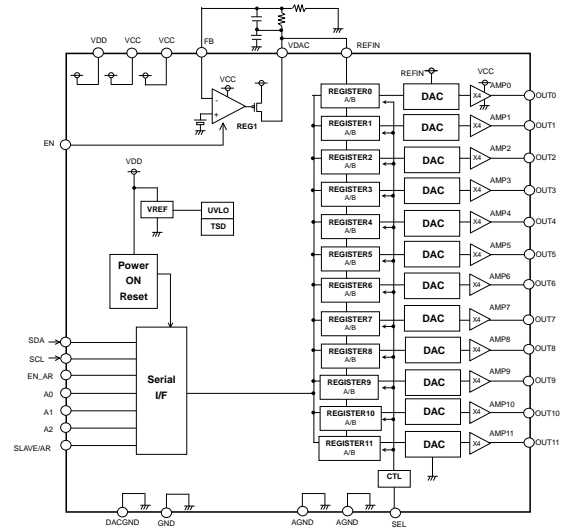 VDD VCC VCC FB VDAC REFIN
VCC
-
+
REG1
EN
VDD
VREF
UVLO
TSD
Power
ON
Reset
SDA
SCL
EN_AR
A0
A1
A2
SLAVE/AR
Serial
I/F
REFIN VCC
REGISTER0
A/B
DAC
X4
AMP0
OUT0
REGISTER1
A/B
DAC
X4
AMP1
OUT1
REGISTER2
A/B
DAC
X4
AMP2
OUT2
REGISTER3
A/B
DAC
X4
AMP3
OUT3
REGISTER4
A/B
DAC
X4
AMP4
OUT4
REGISTER5
A/B
DAC
X4
AMP5
OUT5
REGISTER6
A/B
DAC
X4
AMP6
OUT6
REGISTER7
A/B
DAC
X4
AMP7
OUT7
REGISTER8
A/B
DAC
X4
AMP8
OUT8
REGISTER9
A/B
DAC
X4
AMP9
OUT9
REGISTER10
A/B
DAC
X4
AMP10
OUT10
REGISTER11
A/B
DAC
X4
AMP11
OUT11
CTL
DACGND GND AGND AGND SEL